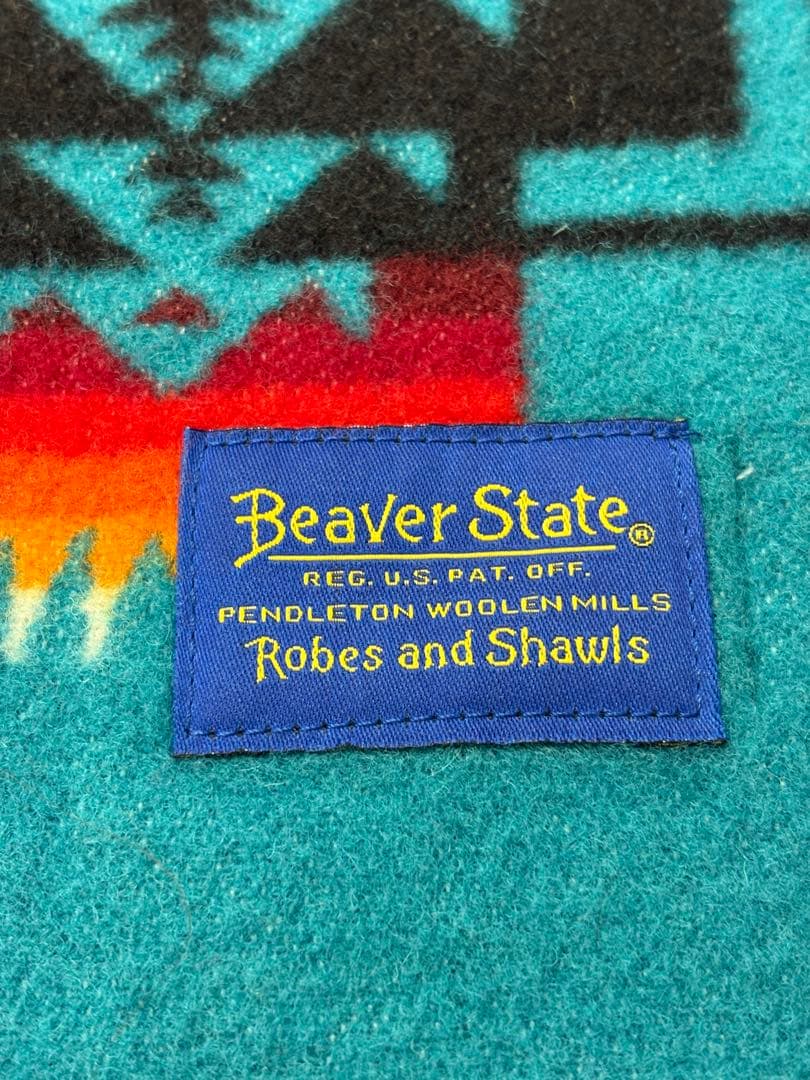 Beaver State®
REG. U.S. PAT. OFF.
PENDLETON WOOLEN MILLS
Robes and Shawls